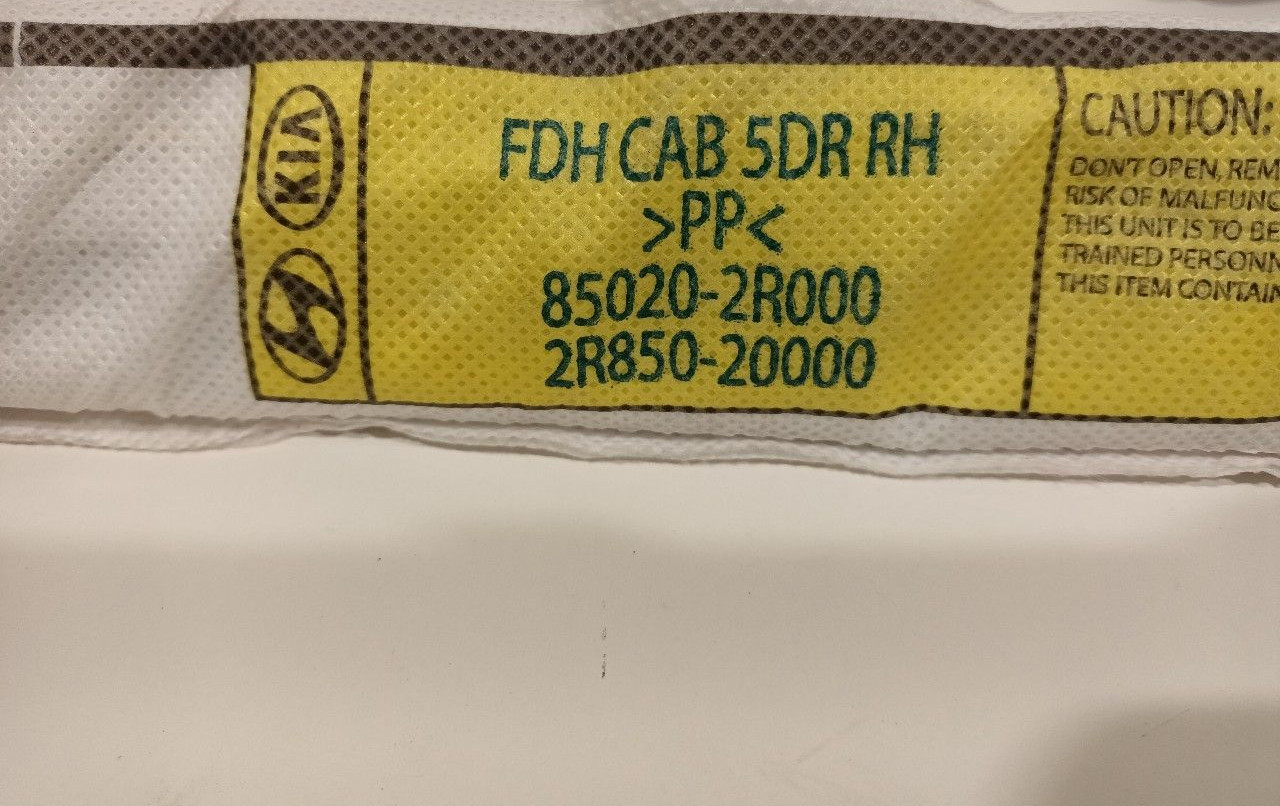 KIA
FDH CAB 5DR RH
>PP<
85020-2R000
2R850-20000
CAUTION:
DON'T OPEN, REM
RISK OF MALFUNC
THIS UNIT IS TO BE
TRAINED PERSONN
THIS ITEM CONTAIN